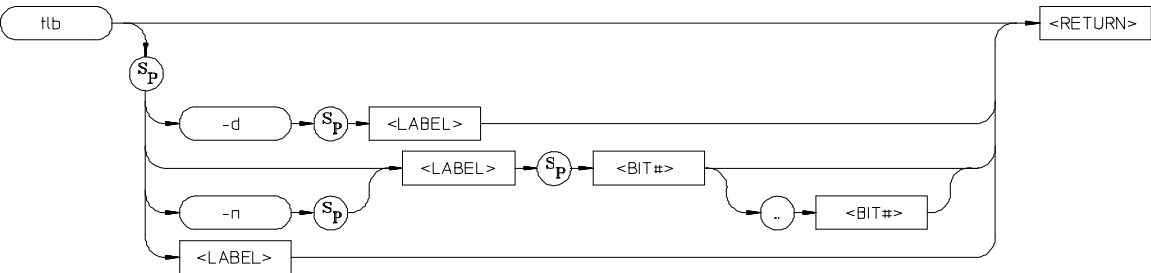 tlb <RETURN>
SP
-d SP <LABEL>
<LABEL> SP <BIT#>
-n SP .. <BIT#>
<LABEL>